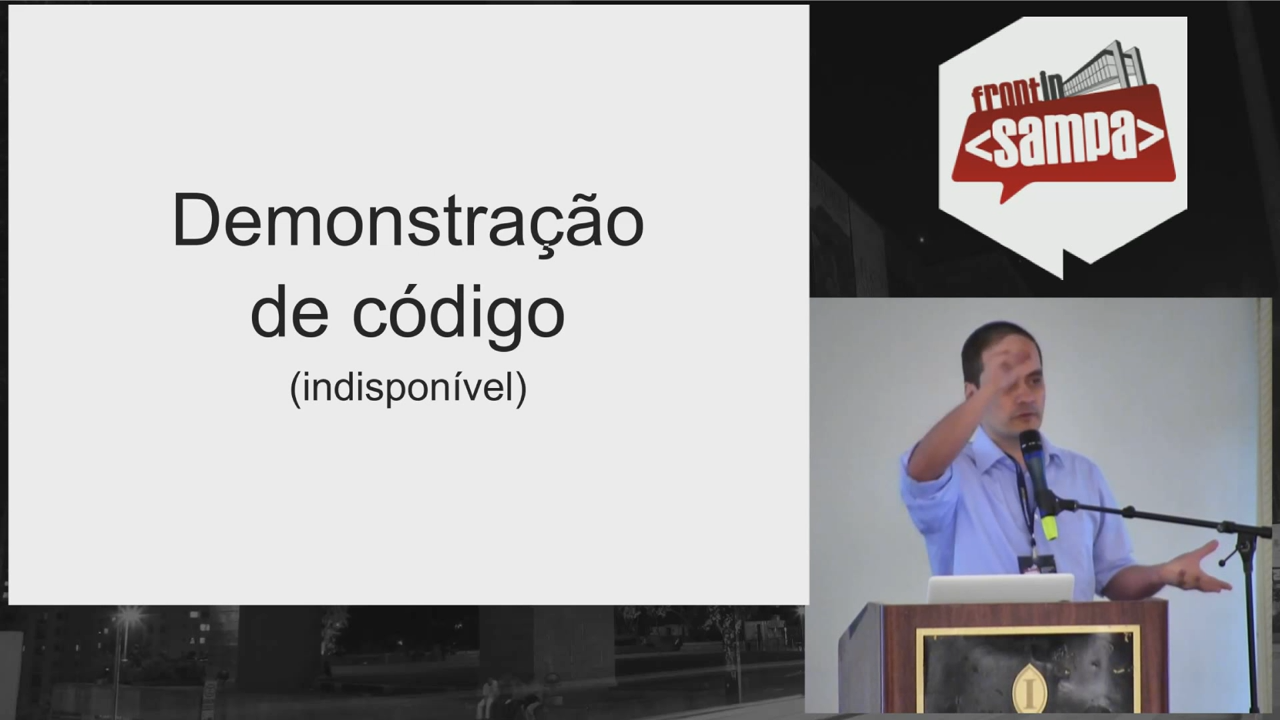 Demonstração
de código
(indisponível)
frontin
<sampa>
I